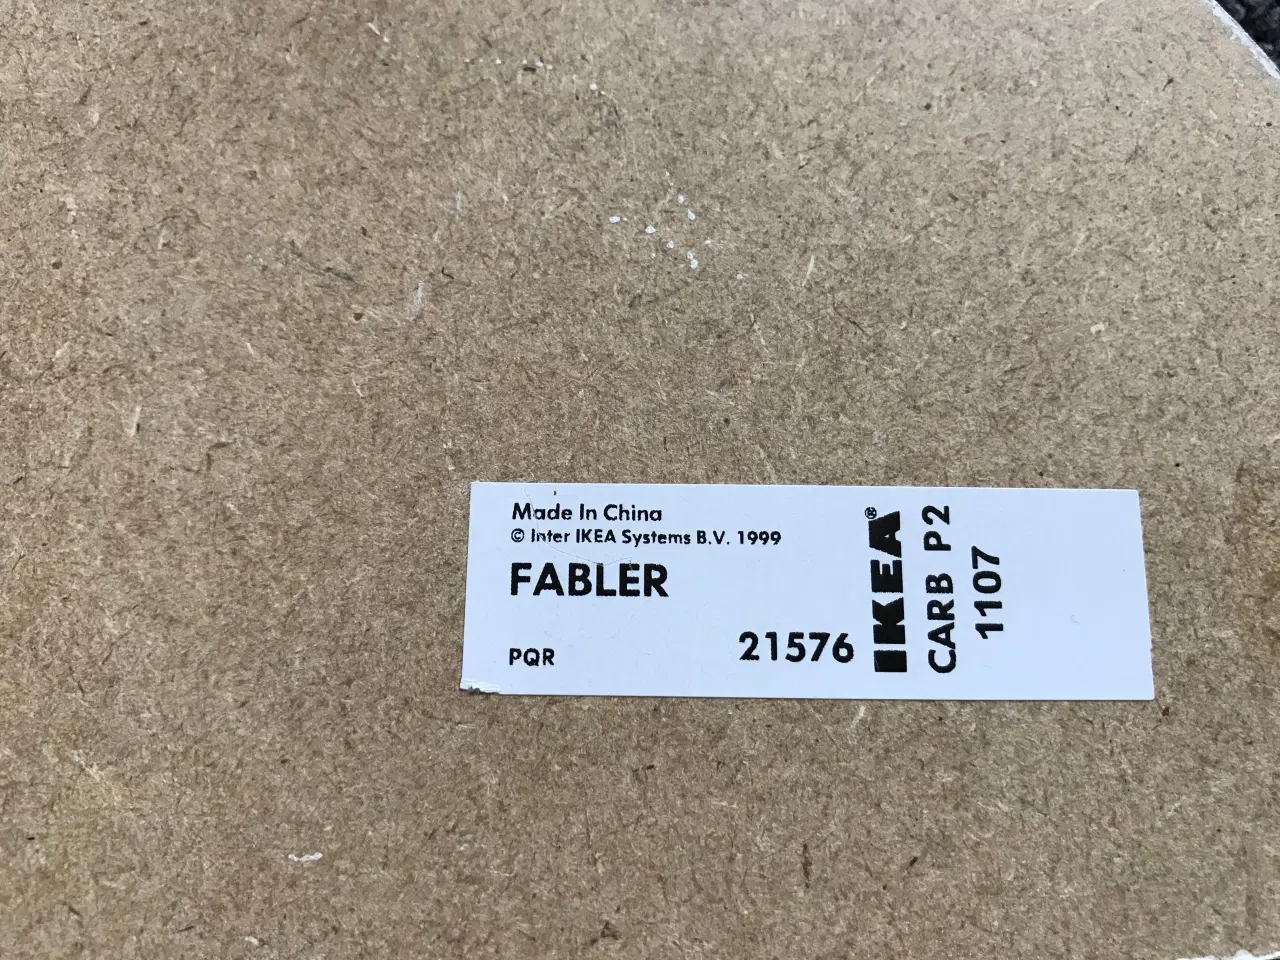 Made In China
© Inter IKEA Systems B.V. 1999
FABLER
PQR
21576
IKEA®
CARB P2
1107